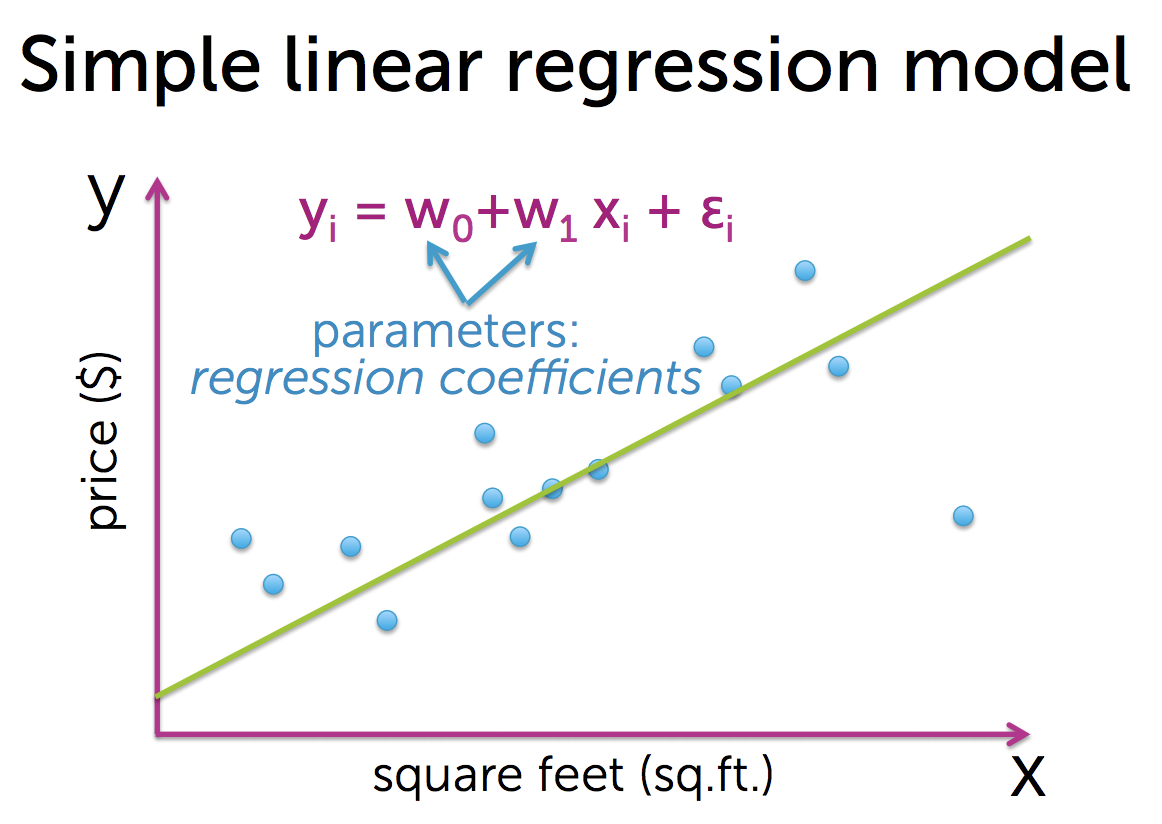 Simple linear regression model
y
yᵢ = w₀+w₁ xᵢ + εᵢ
parameters:
regression coefficients
price ($)
square feet (sq.ft.)
x